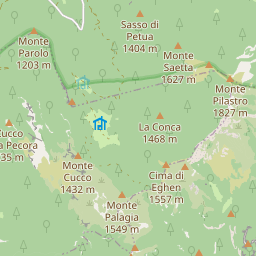 Sasso di
Petua
1404 m
Monte
Parolo
1203 m
Monte
Saetta
1627 m
Monte
Pilastro
1827 m
La Conca
1468 m
Cucco
a Pecora
35 m
Monte
Cucco
1432 m
Cima di
Eghen
1557 m
Monte
Palagia
1549 m